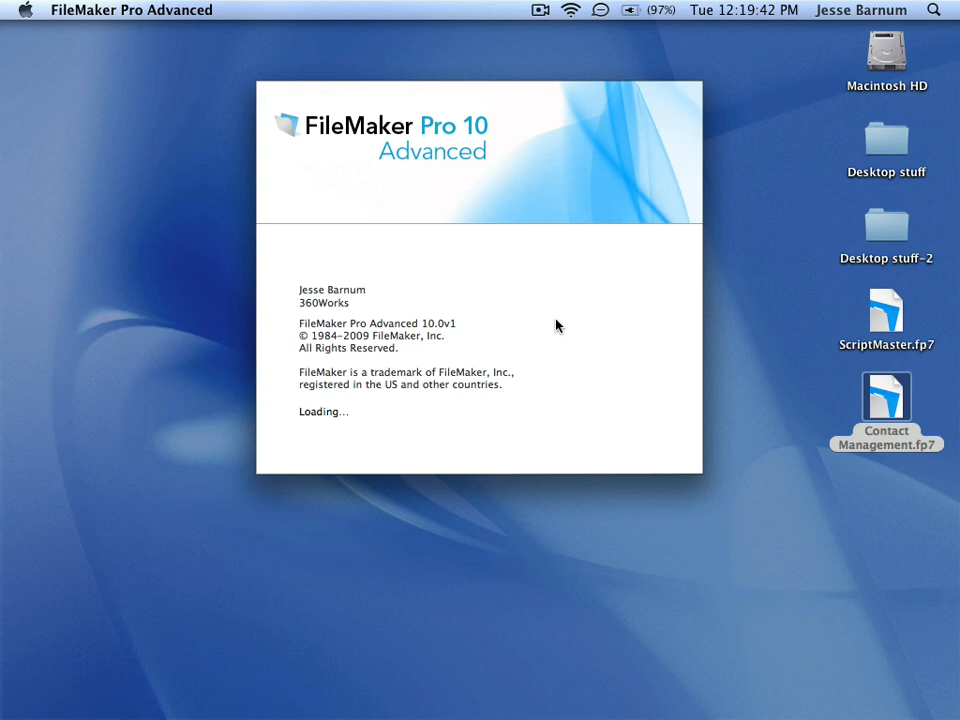 FileMaker Pro Advanced
(97%)
Tue 12:19:42 PM
Jesse Barnum
Macintosh HD
Desktop stuff
Desktop stuff-2
ScriptMaster.fp7
Contact
Management.fp7
FileMaker Pro 10
Advanced
Jesse Barnum
360Works
FileMaker Pro Advanced 10.0v1
© 1984-2009 FileMaker, Inc.
All Rights Reserved.
FileMaker is a trademark of FileMaker, Inc.,
registered in the US and other countries.
Loading...